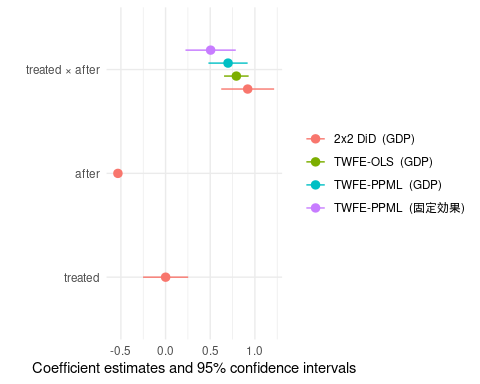 treated × after
after
treated
-0.5
0.0
0.5
1.0
Coefficient estimates and 95% confidence intervals
2x2 DiD (GDP)
TWFE-OLS (GDP)
TWFE-PPML (GDP)
TWFE-PPML (固定効果)